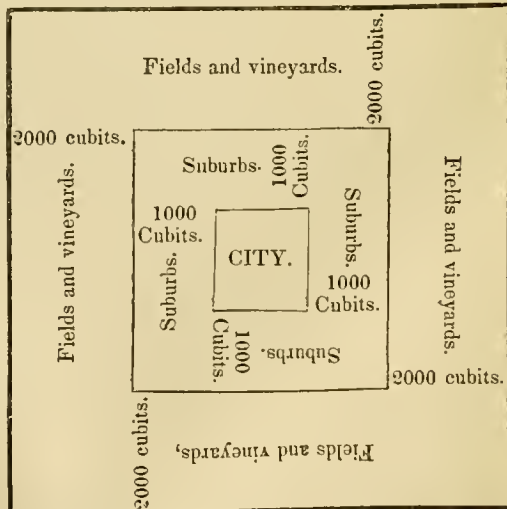 Fields and vineyards.
2000 cubits.
2000 cubits.
Suburbs.
1000
Cubits.
Fields and vineyards.
1000
Cubits.
Suburbs.
Fields and vineyards.
CITY.
Suburbs.
1000
Cubits.
1000
Cubits.
Suburbs.
2000 cubits.
2000 cubits.
Fields and vineyards,